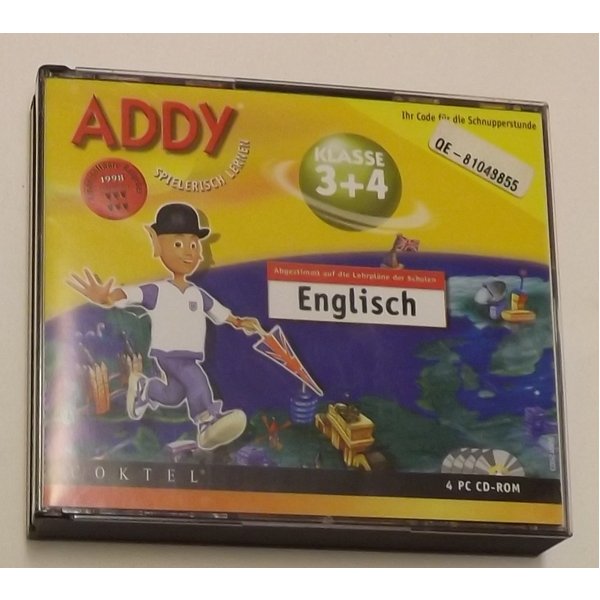 ADDY
SPIELERISCH LERNEN
1998
KLASSE
3+4
Ihr Code für die Schnupperstunde
QE-81048855
Abgestimmt auf die Lehrpläne der Schulen
Englisch
COKTEL
4 PC CD-ROM